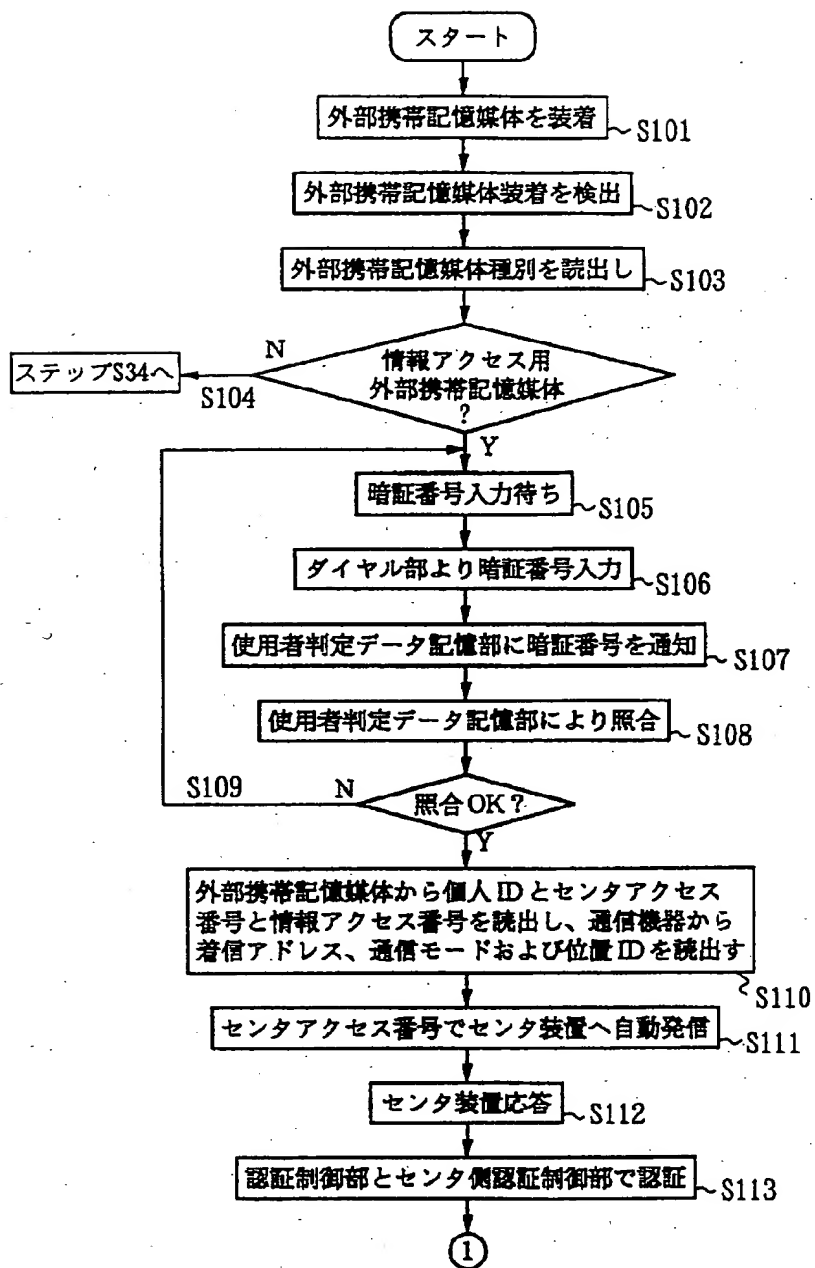 スタート
外部携帯記憶媒体を装着
S101
外部携帯記憶媒体装着を検出
S102
外部携帯記憶媒体種別を読出し
S103
情報アクセス用
外部携帯記憶媒体
?
N
S104
ステップS34へ
Y
暗証番号入力待ち
S105
ダイヤル部より暗証番号入力
S106
使用者判定データ記憶部に暗証番号を通知
S107
使用者判定データ記憶部により照合
S108
照合OK?
S109
N
Y
外部携帯記憶媒体から個人IDとセンタアクセス
番号と情報アクセス番号を読出し、通信機器から
着信アドレス、通信モードおよび位置IDを読出す
S110
センタアクセス番号でセンタ装置へ自動発信
S111
センタ装置応答
S112
認証制御部とセンタ側認証制御部で認証
S113
1